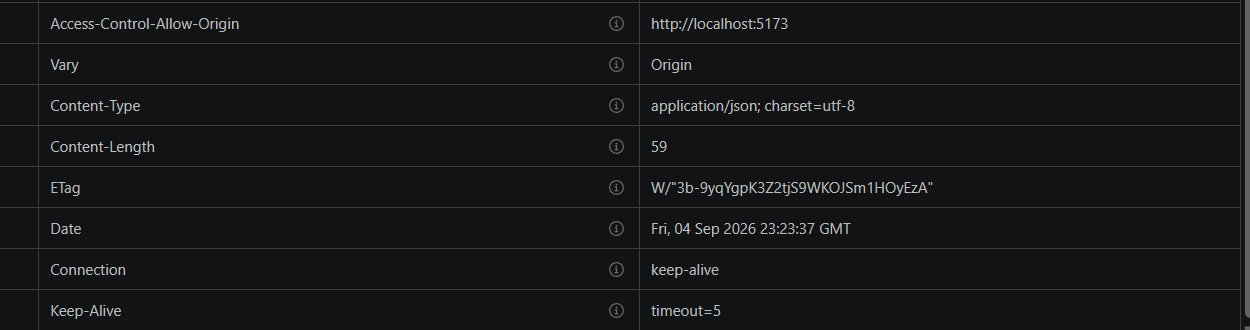 Access-Control-Allow-Origin http://localhost:5173
Vary Origin
Content-Type application/json; charset=utf-8
Content-Length 59
ETag W/"3b-9yqYgpK3Z2tjS9WKOJSm1HOyEzA"
Date Fri, 04 Sep 2026 23:23:37 GMT
Connection keep-alive
Keep-Alive timeout=5